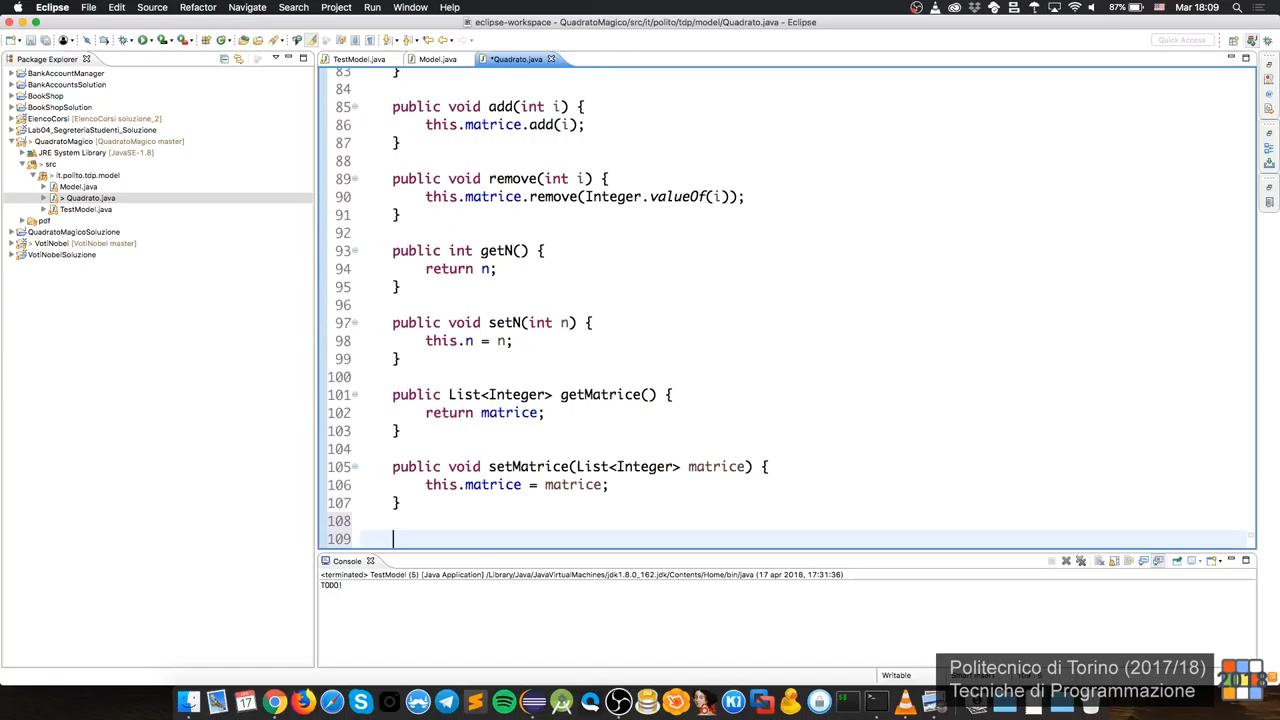 Eclipse File Edit Source Refactor Navigate Search Project Run Window Help 87% Mar 18:09
eclipse-workspace - QuadratoMagico/src/it/polito/tdp/model/Quadrato.java - Eclipse
Quick Access
Package Explorer
TestModel.java Model.java *Quadrato.java
BankAccountManager
BankAccountsSolution
BookShop
BookShopSolution
ElencoCorsi [ElencoCorsi soluzione_2]
Lab04_SegreteriaStudenti_Soluzione
> QuadratoMagico [QuadratoMagico master]
JRE System Library [JavaSE-1.8]
> src
> it.polito.tdp.model
Model.java
> Quadrato.java
TestModel.java
pdf
QuadratoMagicoSoluzione
> VotiNobel [VotiNobel master]
VotiNobelSoluzione
83 }
84
85 public void add(int i) {
86 this.matrice.add(i);
87 }
88
89 public void remove(int i) {
90 this.matrice.remove(Integer.valueOf(i));
91 }
92
93 public int getN() {
94 return n;
95 }
96
97 public void setN(int n) {
98 this.n = n;
99 }
100
101 public List<Integer> getMatrice() {
102 return matrice;
103 }
104
105 public void setMatrice(List<Integer> matrice) {
106 this.matrice = matrice;
107 }
108
109
Console
<terminated> TestModel (5) [Java Application] /Library/Java/JavaVirtualMachines/jdk1.8.0_162.jdk/Contents/Home/bin/java (17 apr 2018, 17:31:36)
TODO!
Writable
Politecnico di Torino (2017/18)
Tecniche di Programmazione
2018